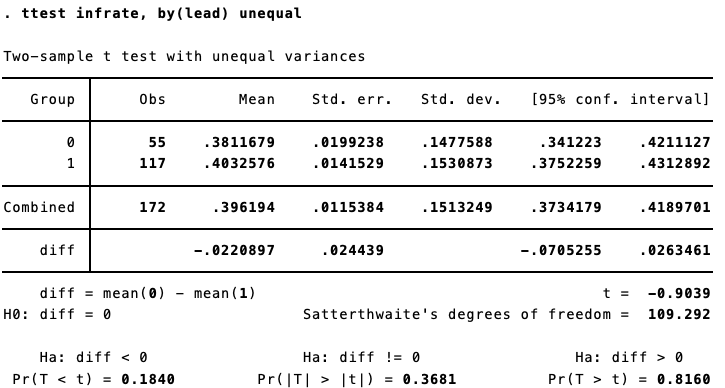 . ttest infrate, by(lead) unequal
Two-sample t test with unequal variances
Group Obs Mean Std. err. Std. dev. [95% conf. interval]
0 55 .3811679 .0199238 .1477588 .341223 .4211127
1 117 .4032576 .0141529 .1530873 .3752259 .4312892
Combined 172 .396194 .0115384 .1513249 .3734179 .4189701
diff -.0220897 .024439 -.0705255 .0263461
diff = mean(0) - mean(1) t = -0.9039
H0: diff = 0 Satterthwaite's degrees of freedom = 109.292
Ha: diff < 0 Ha: diff != 0 Ha: diff > 0
Pr(T < t) = 0.1840 Pr(|T| > |t|) = 0.3681 Pr(T > t) = 0.8160